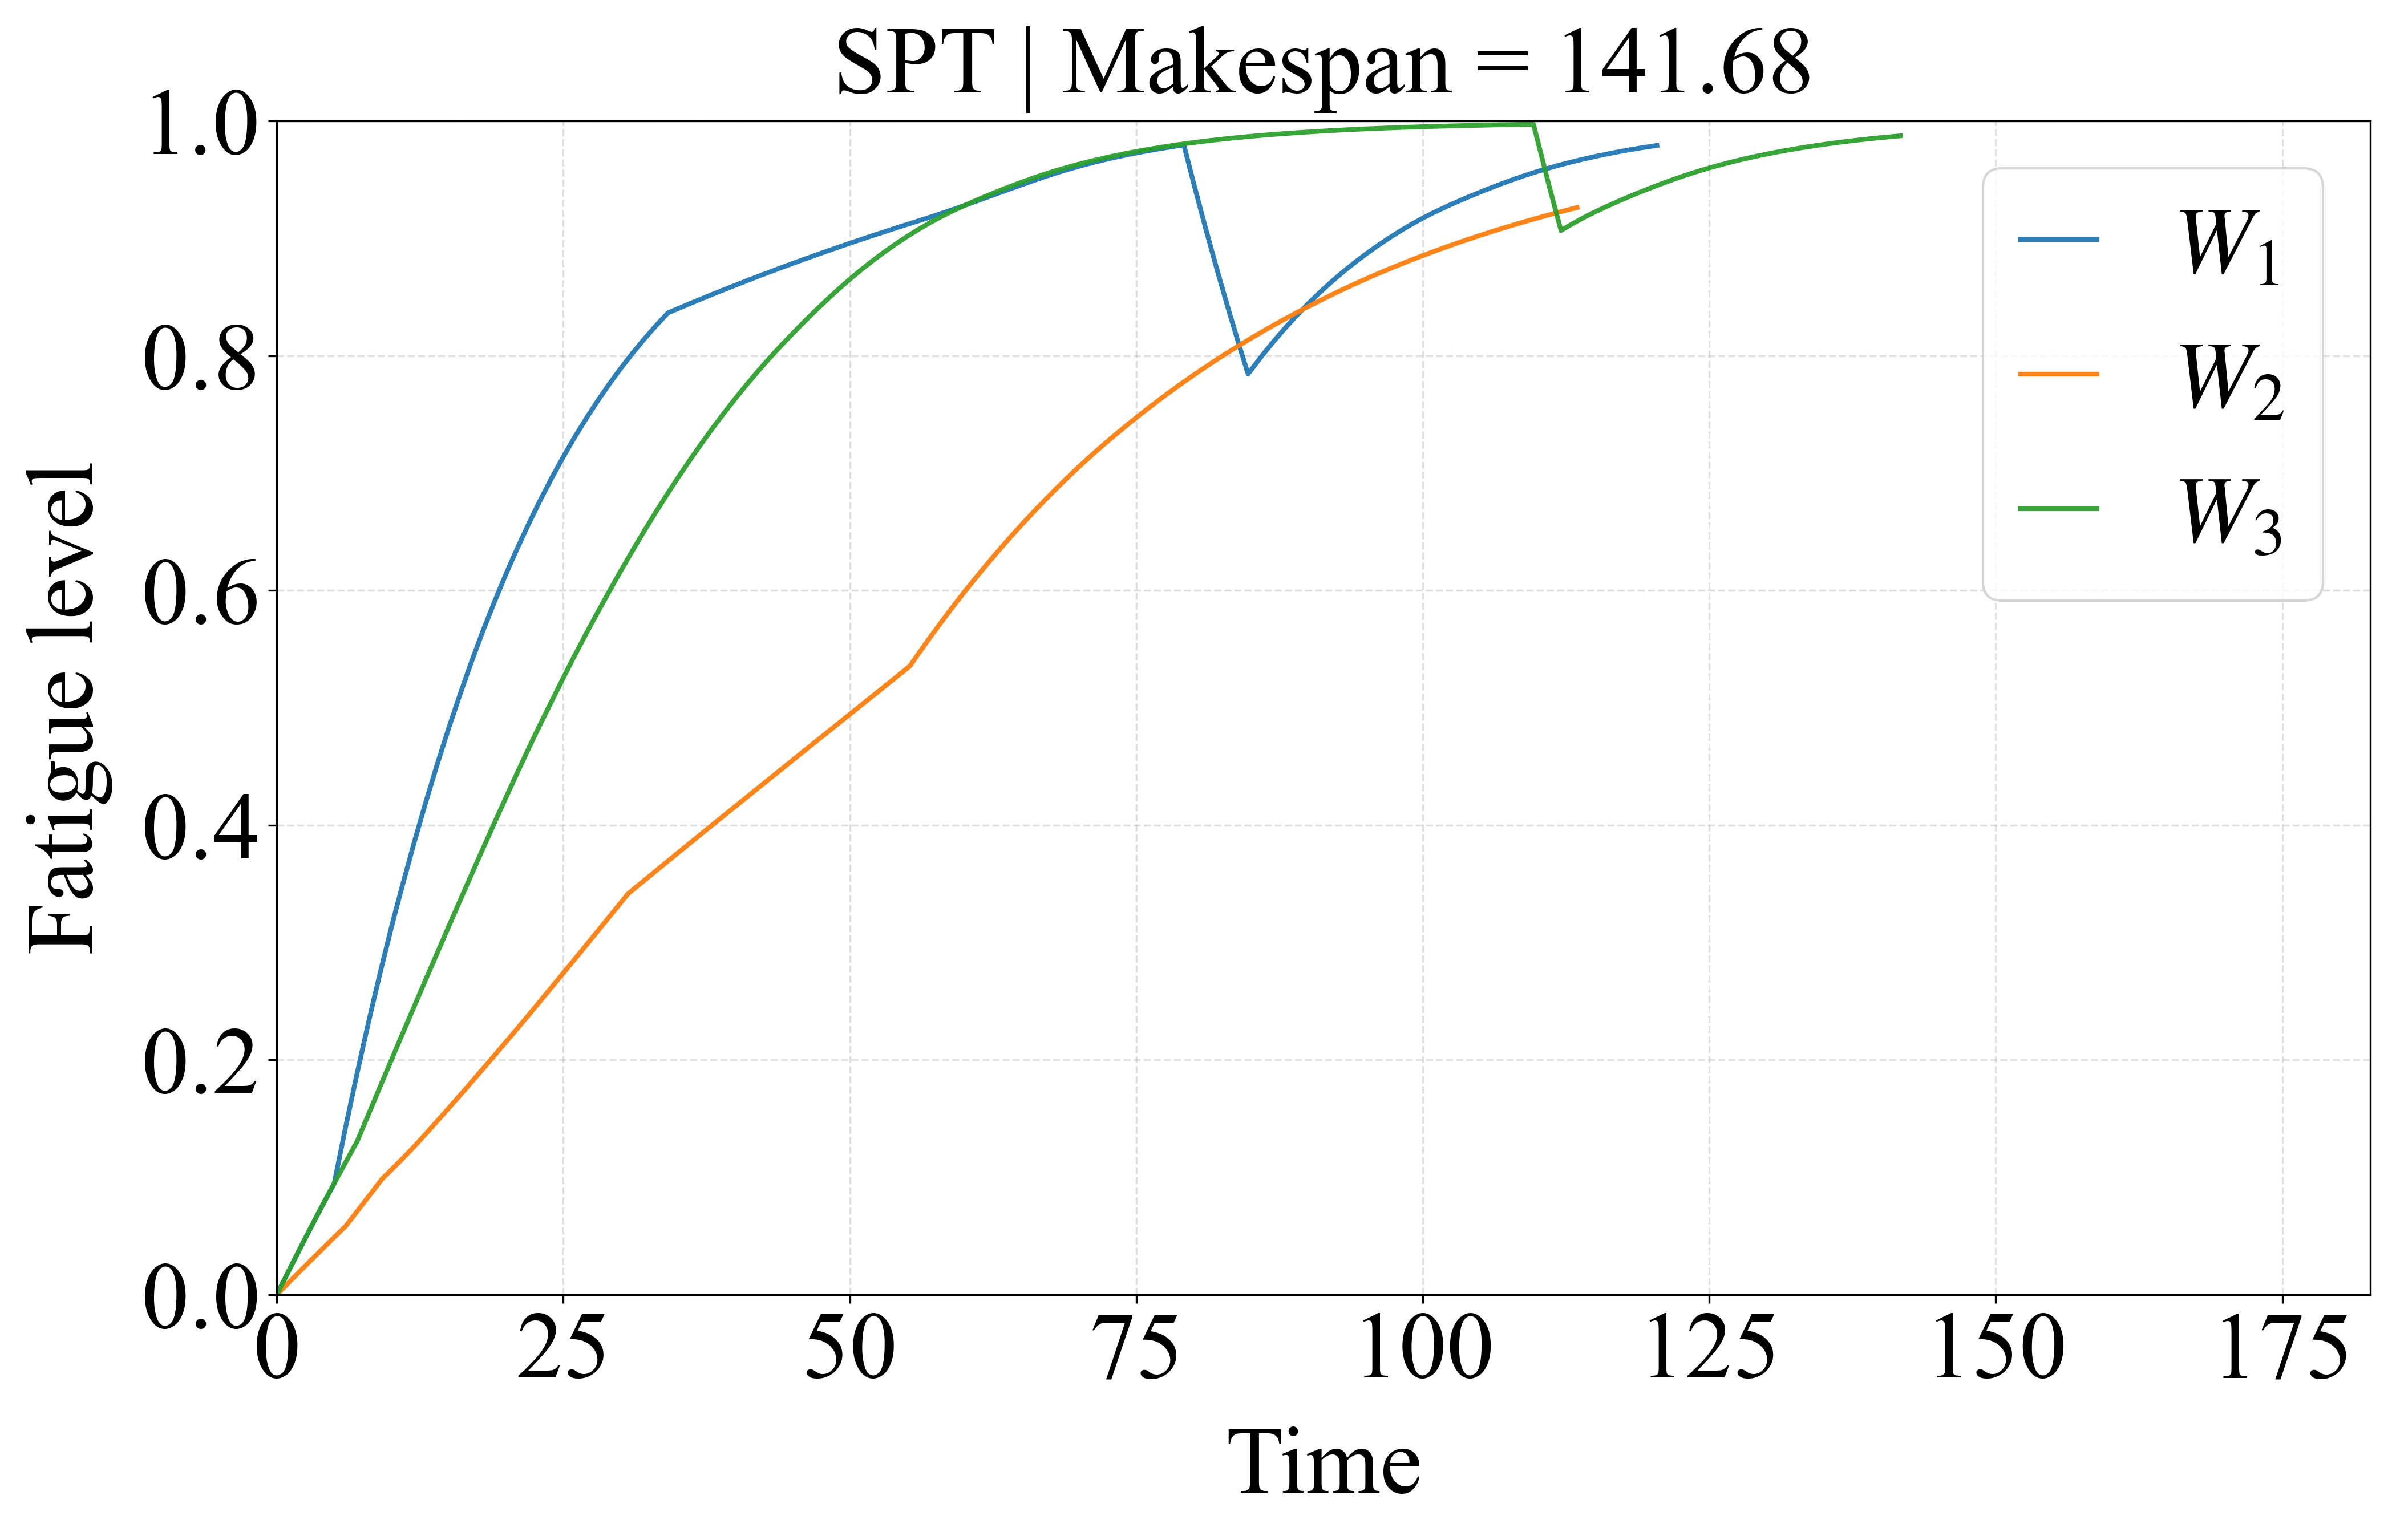 SPT | Makespan = 141.68
Fatigue level
1.0
0.8
0.6
0.4
0.2
0.0
0 25 50 75 100 125 150 175
Time
W₁
W₂
W₃